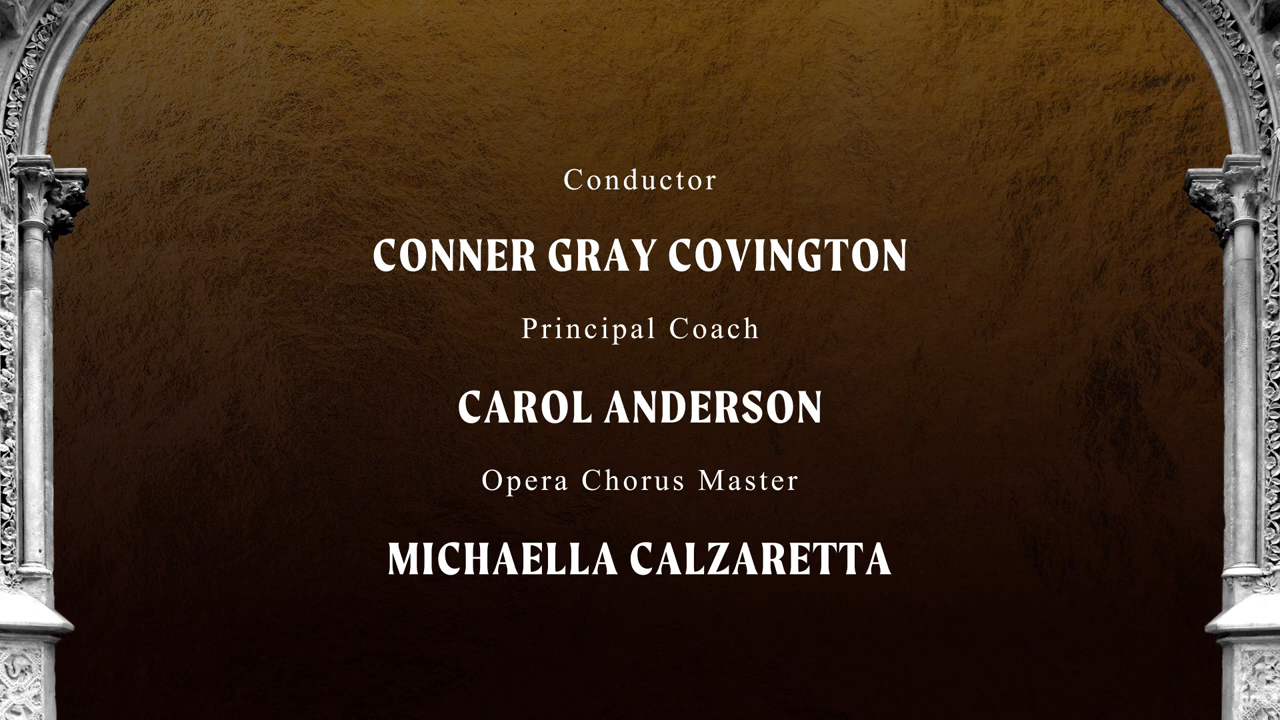 Conductor
CONNER GRAY COVINGTON
Principal Coach
CAROL ANDERSON
Opera Chorus Master
MICHAELLA CALZARETTA